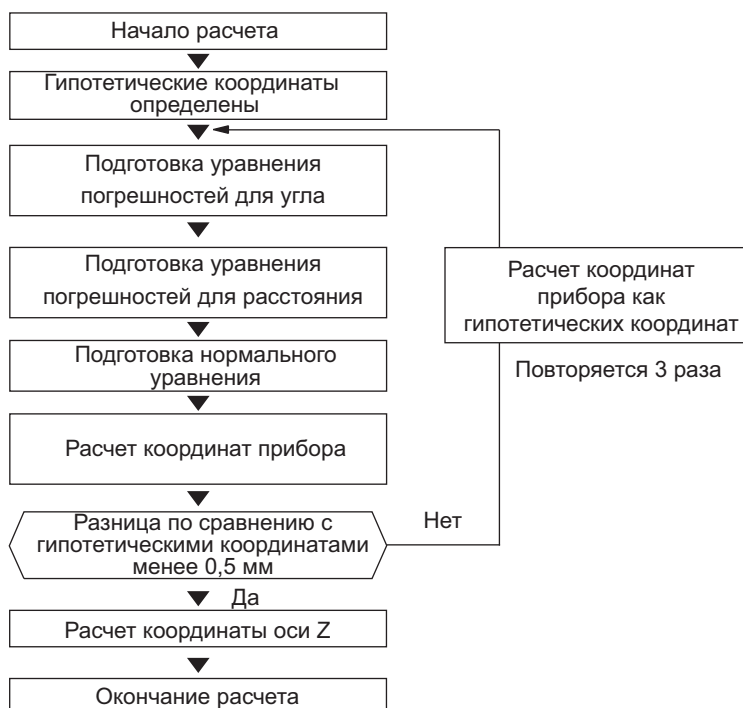 Начало расчета
Гипотетические координаты
определены
Подготовка уравнения
погрешностей для угла
Подготовка уравнения
погрешностей для расстояния
Расчет координат
прибора как
гипотетических координат
Повторяется 3 раза
Подготовка нормального
уравнения
Расчет координат прибора
Разница по сравнению с
гипотетическими координатами
менее 0,5 мм
Нет
Да
Расчет координаты оси Z
Окончание расчета